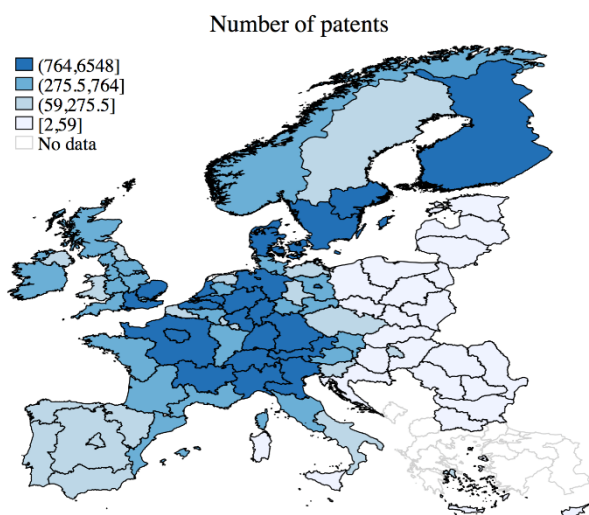 Number of patents
(764,6548]
(275.5,764]
(59,275.5]
[2,59]
No data